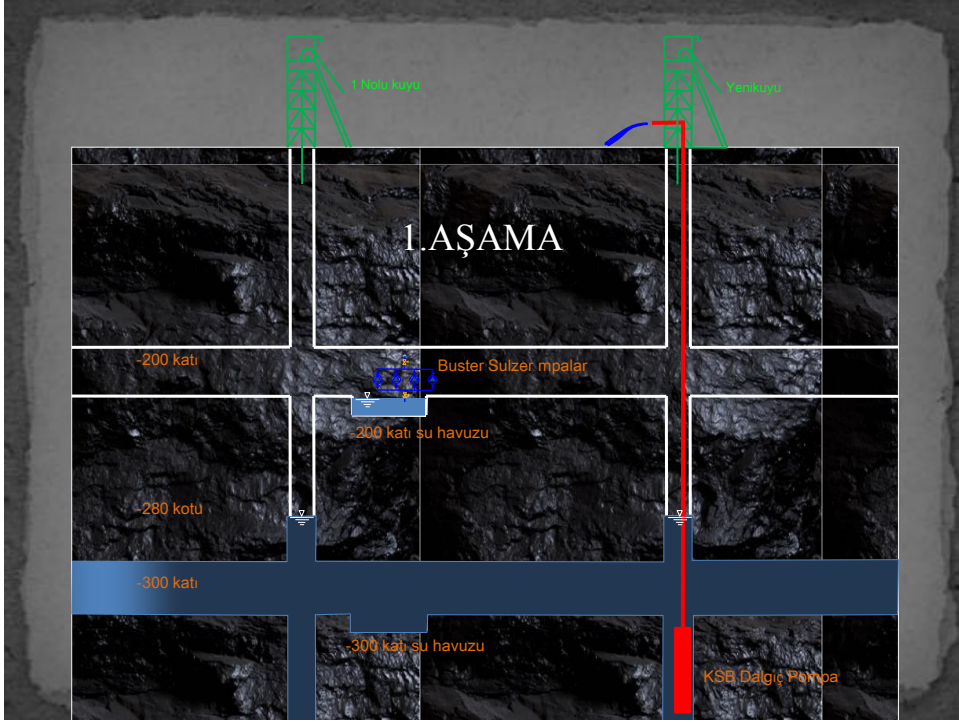 1 Nolu kuyu
Yenikuyu
1.AŞAMA
-200 katı
Buster Sulzer mpalar
-200 katı su havuzu
-280 kotu
-300 katı
-300 katı su havuzu
KSB Dalgıç Pompa